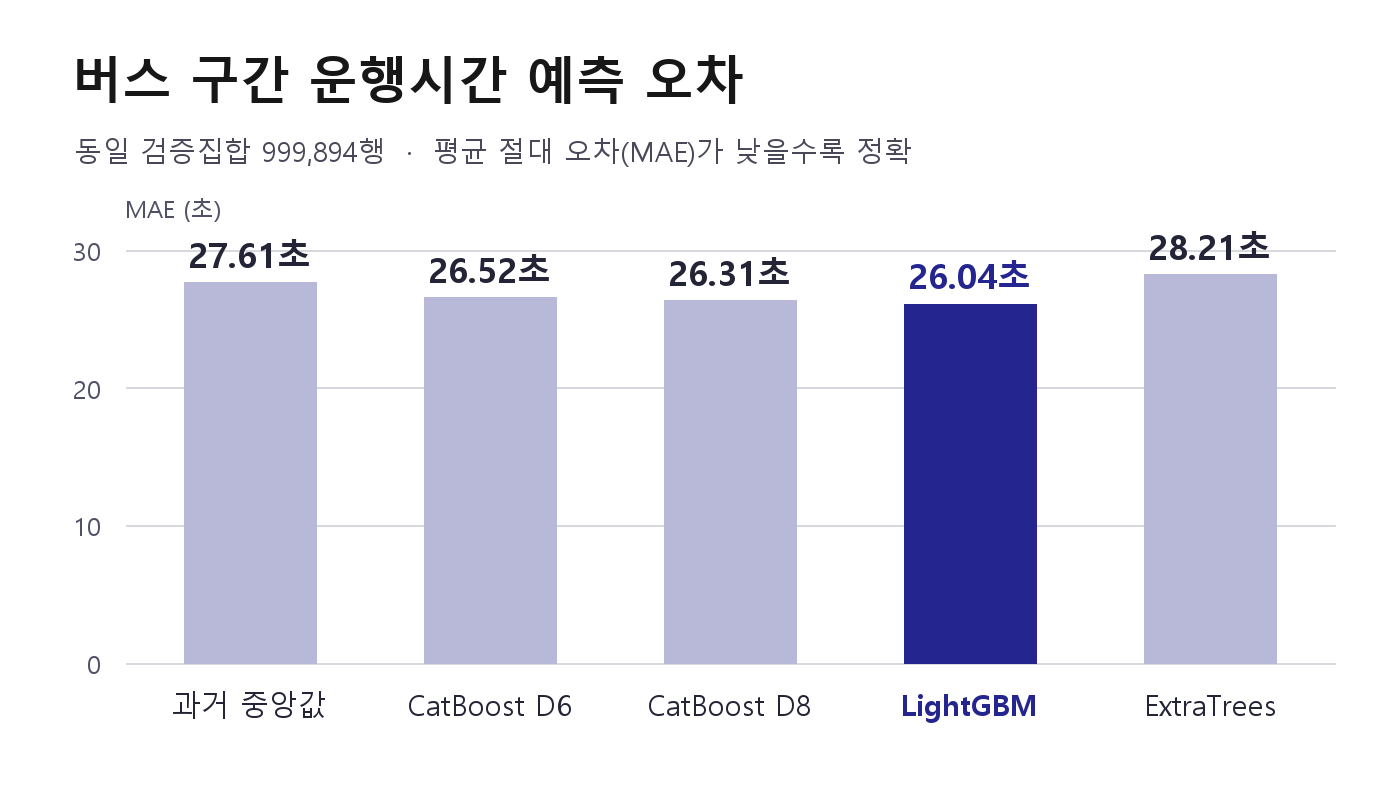 버스 구간 운행시간 예측 오차
동일 검증집합 999,894행 · 평균 절대 오차(MAE)가 낮을수록 정확
MAE (초)
30
27.61초
26.52초
26.31초
26.04초
28.21초
20
10
0
과거 중앙값
CatBoost D6
CatBoost D8
LightGBM
ExtraTrees